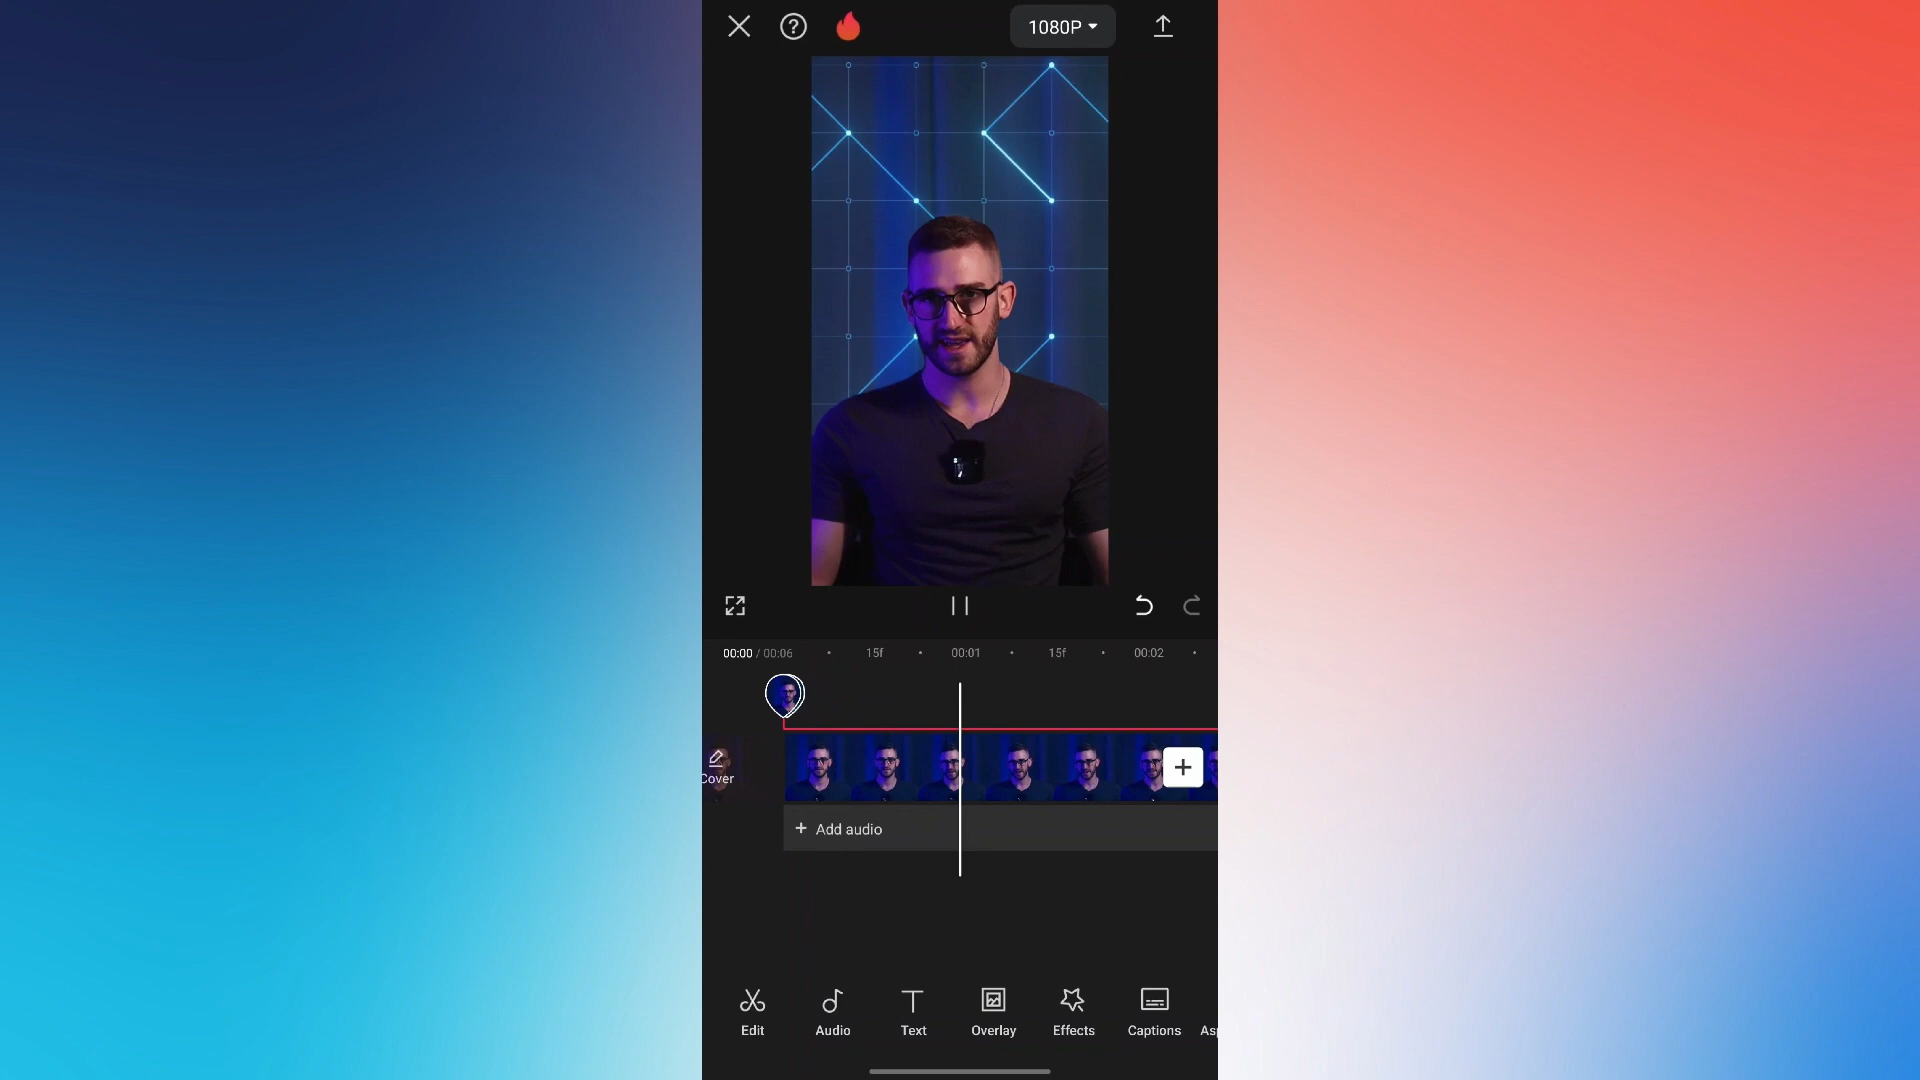 1080P
00:00 / 00:06 15f 00:01 15f 00:02
Cover
+ Add audio
Edit Audio Text Overlay Effects Captions Asp